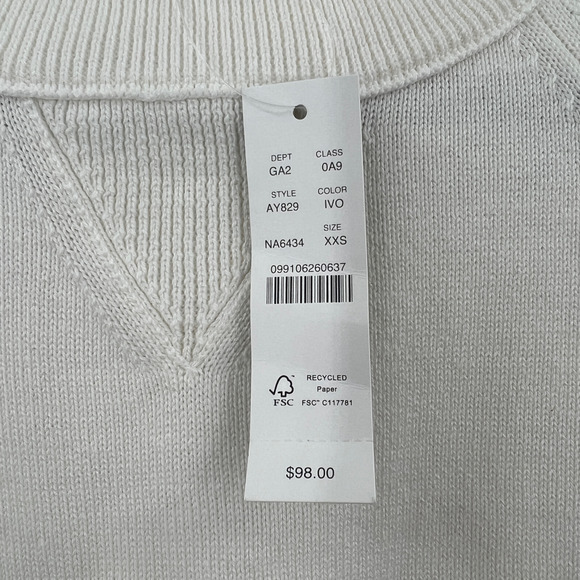 DEPT CLASS
GA2 0A9
STYLE COLOR
AY829 IVO
SIZE
NA6434 XXS
099106260637
RECYCLED
Paper
FSC™ C117781
FSC
$98.00